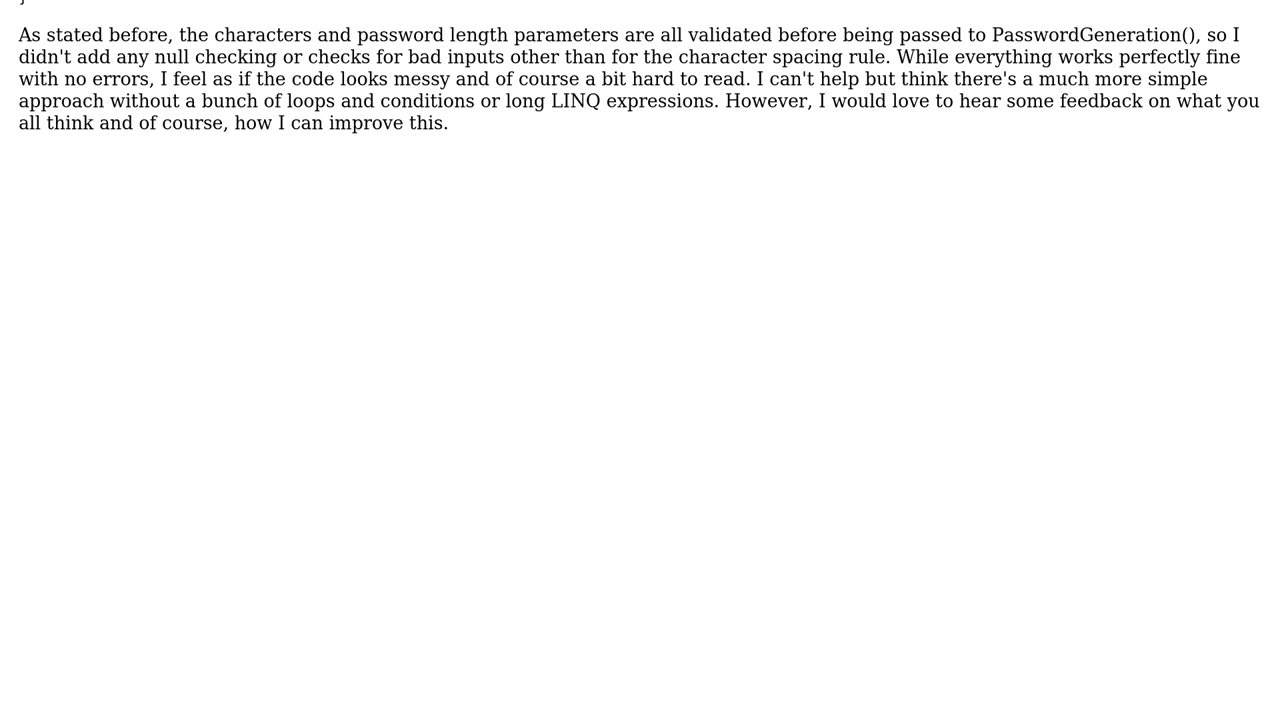 }
As stated before, the characters and password length parameters are all validated before being passed to PasswordGeneration(), so I
didn't add any null checking or checks for bad inputs other than for the character spacing rule. While everything works perfectly fine
with no errors, I feel as if the code looks messy and of course a bit hard to read. I can't help but think there's a much more simple
approach without a bunch of loops and conditions or long LINQ expressions. However, I would love to hear some feedback on what you
all think and of course, how I can improve this.